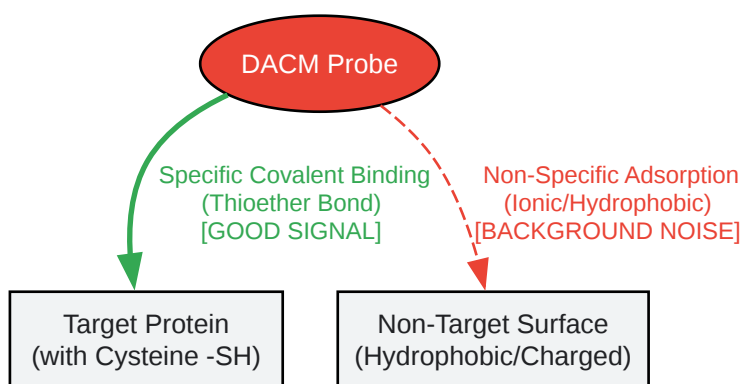 DACM Probe
Specific Covalent Binding
(Thioether Bond)
[GOOD SIGNAL]
Non-Specific Adsorption
(Ionic/Hydrophobic)
[BACKGROUND NOISE]
Target Protein
(with Cysteine -SH)
Non-Target Surface
(Hydrophobic/Charged)